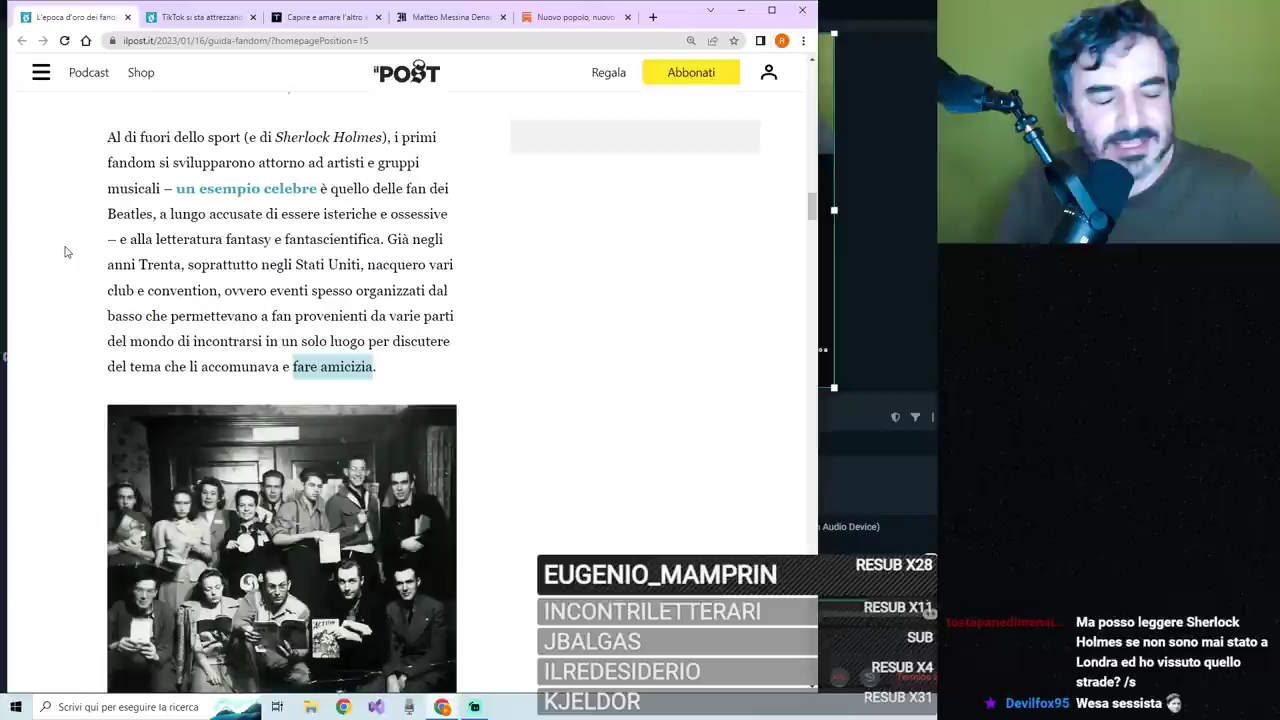 L'epoca d'oro dei fano
TikTok si sta attrezzando
Capire e amare l'altro
Matteo Messina Dena
Nuovo popolo, nuovo
ilpost.it/2023/01/16/guida-fandom/?homepagePosition=15
R
Podcast
Shop
IL POST
Regala
Abbonati
Al di fuori dello sport (e di Sherlock Holmes), i primi
fandom si svilupparono attorno ad artisti e gruppi
musicali – un esempio celebre è quello delle fan dei
Beatles, a lungo accusate di essere isteriche e ossessive
– e alla letteratura fantasy e fantascientifica. Già negli
anni Trenta, soprattutto negli Stati Uniti, nacquero vari
club e convention, ovvero eventi spesso organizzati dal
basso che permettevano a fan provenienti da varie parti
del mondo di incontrarsi in un solo luogo per discutere
del tema che li accomunava e fare amicizia.
Audio Device)
EUGENIO_MAMPRIN RESUB X28
INCONTRILETTERARI RESUB X11
JBALGAS SUB
ILREDESIDERIO RESUB X4
KJELDOR RESUB X31
Ma posso leggere Sherlock
Holmes se non sono mai stato a
Londra ed ho vissuto quello
strade? /s
Devilfox95 Wesa sessista
Scrivi qui per eseguire la ricerca